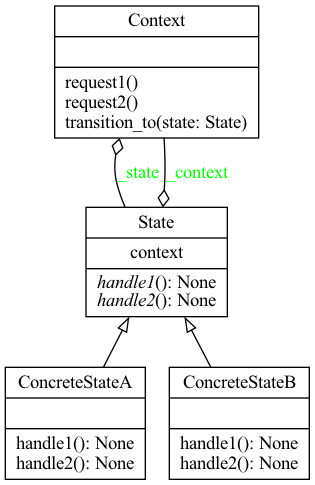 Context
request1()
request2()
transition_to(state: State)
_state
_context
State
context
handle1(): None
handle2(): None
ConcreteStateA
handle1(): None
handle2(): None
ConcreteStateB
handle1(): None
handle2(): None